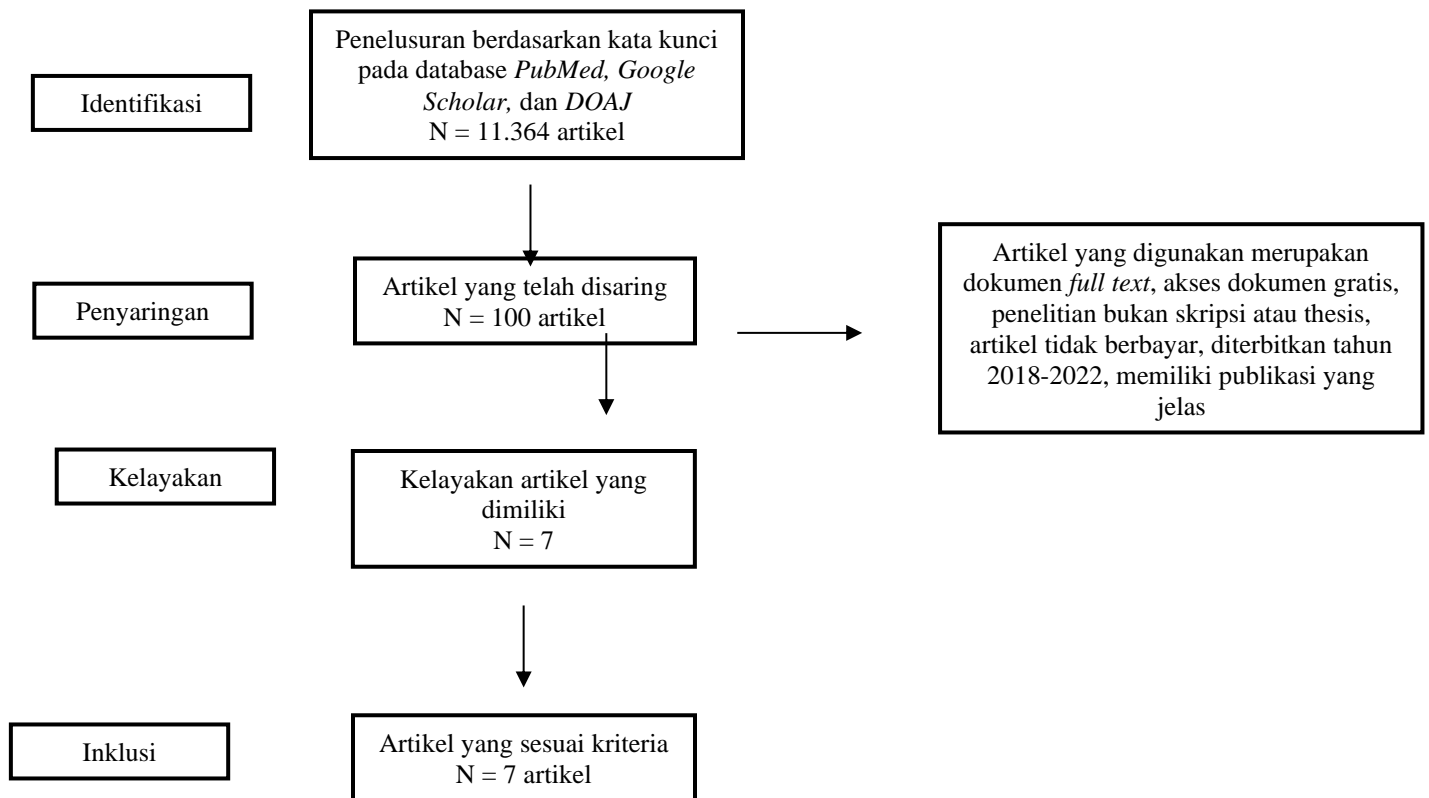 Identifikasi
Penelusuran berdasarkan kata kunci
pada database PubMed, Google
Scholar, dan DOAJ
N = 11.364 artikel
Penyaringan
Artikel yang telah disaring
N = 100 artikel
Artikel yang digunakan merupakan
dokumen full text, akses dokumen gratis,
penelitian bukan skripsi atau thesis,
artikel tidak berbayar, diterbitkan tahun
2018-2022, memiliki publikasi yang
jelas
Kelayakan
Kelayakan artikel yang
dimiliki
N = 7
Inklusi
Artikel yang sesuai kriteria
N = 7 artikel